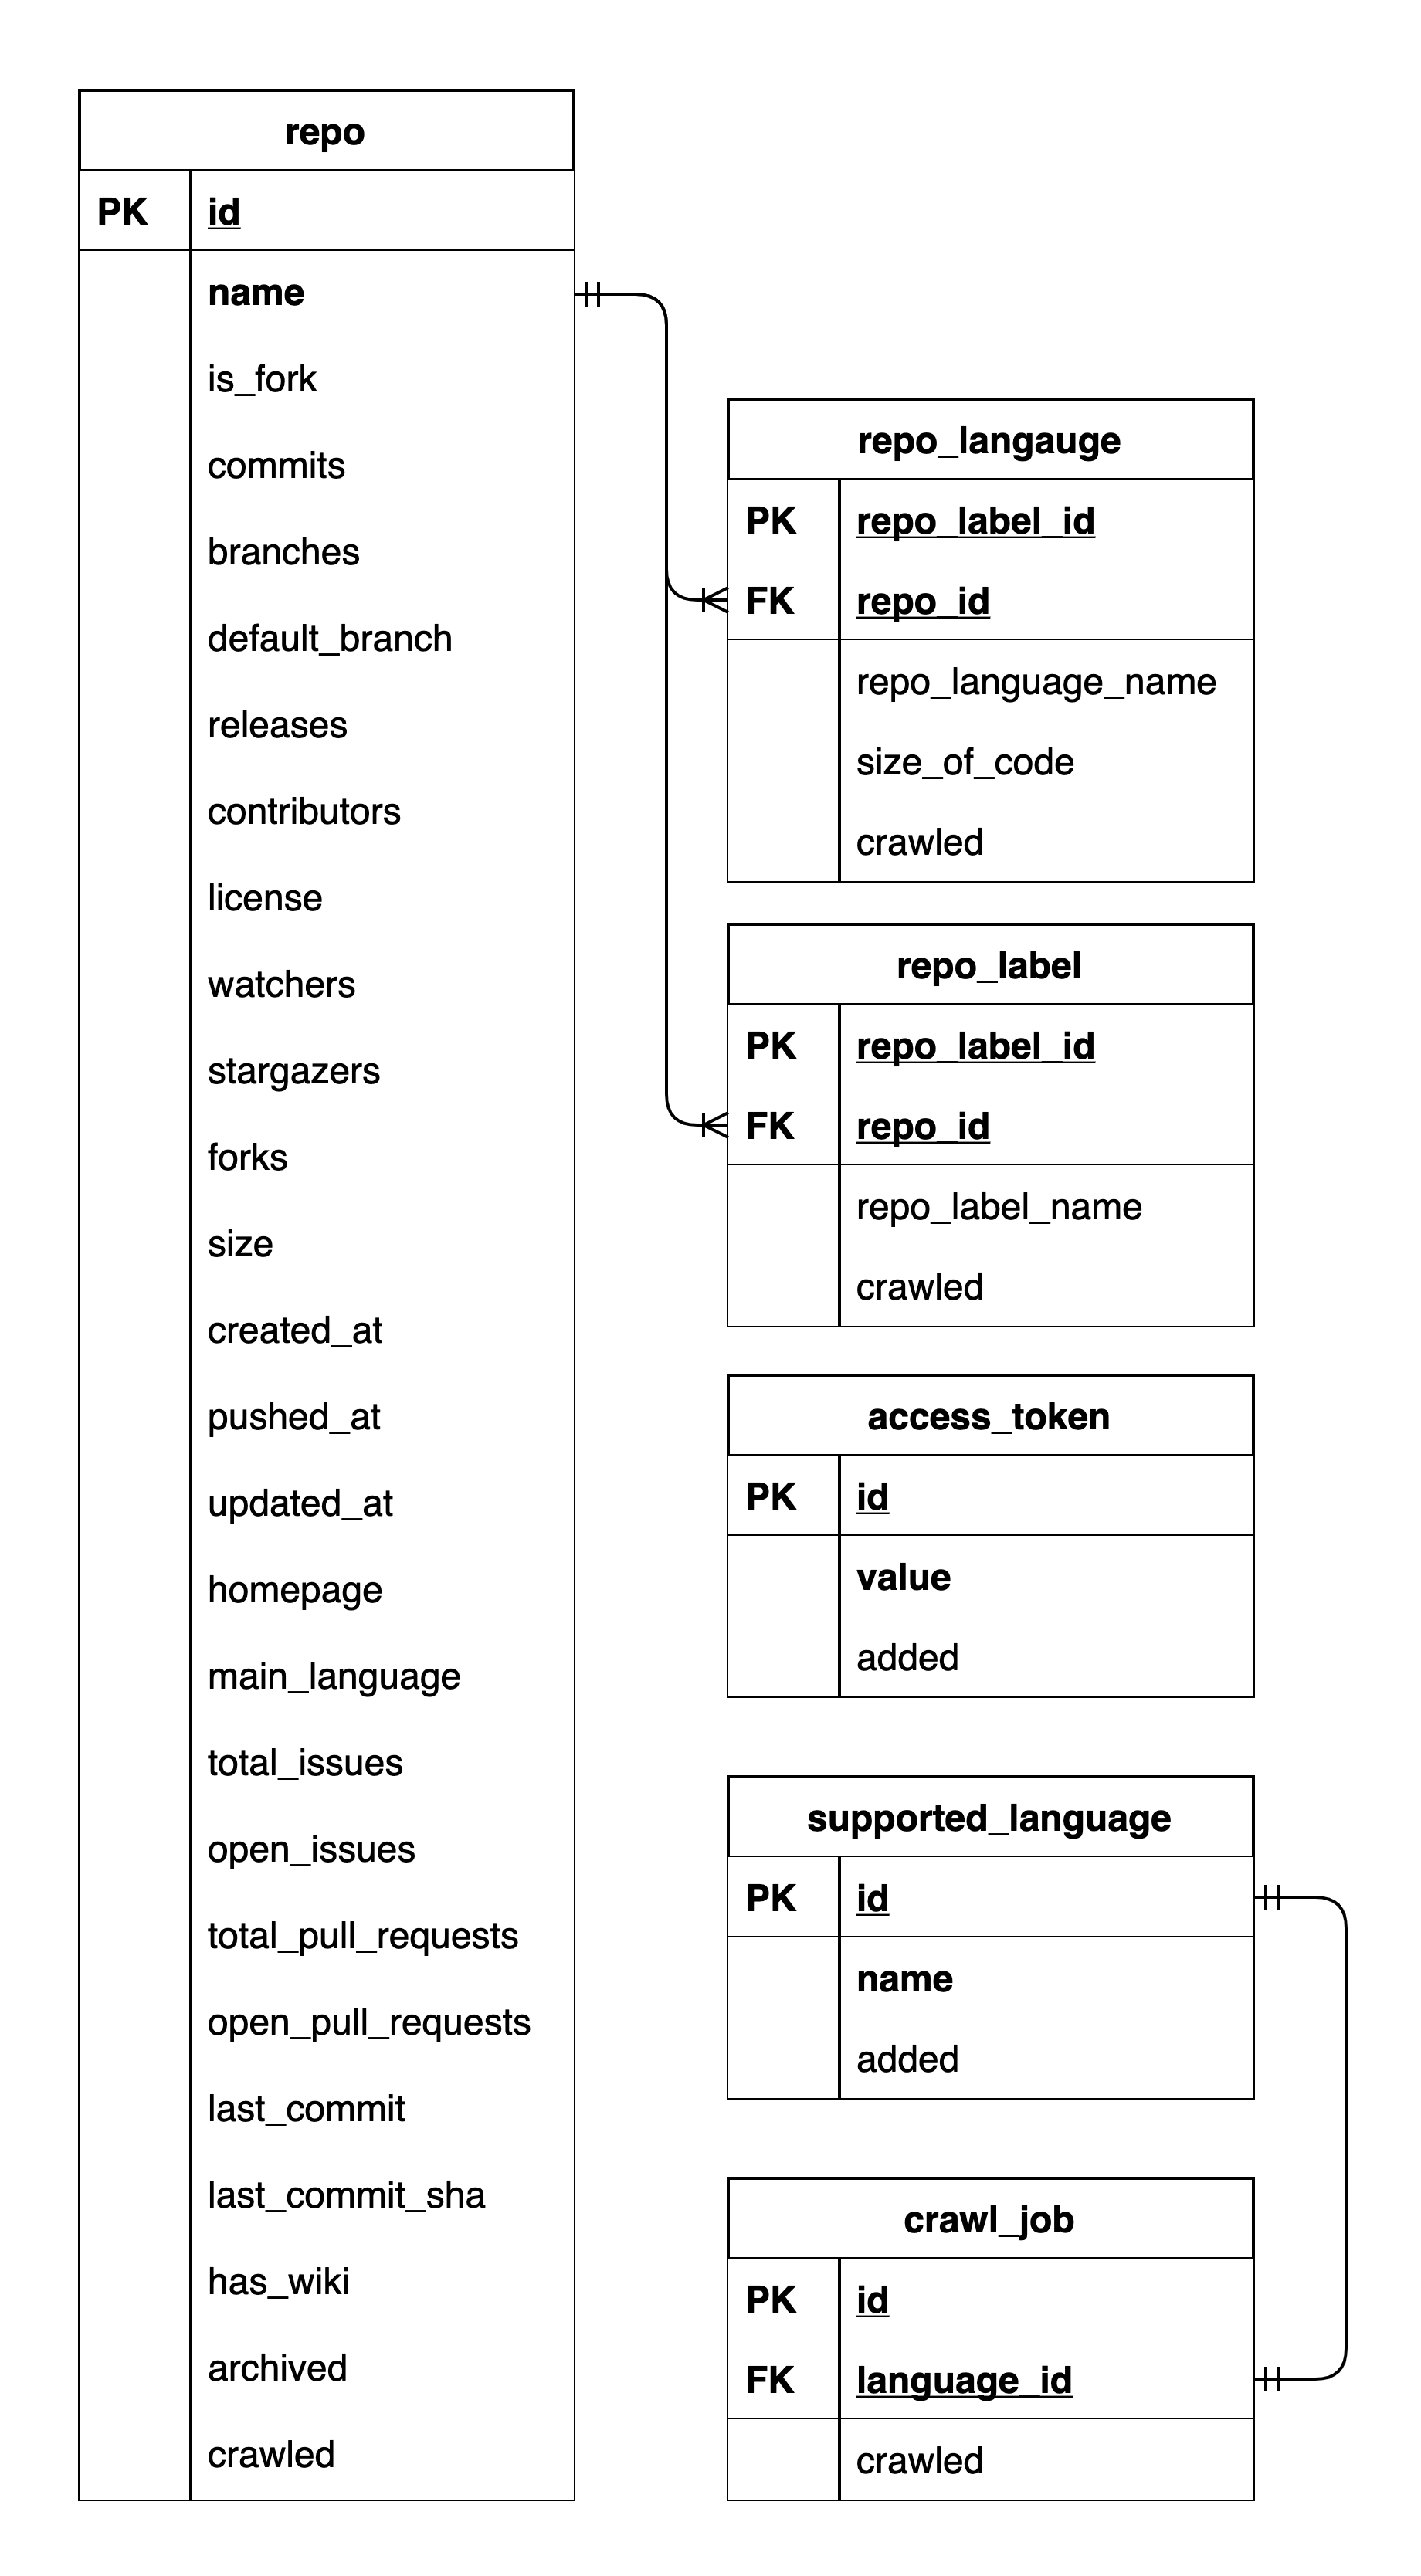 repo
PK id
name
is_fork
commits
branches
default_branch
releases
contributors
license
watchers
stargazers
forks
size
created_at
pushed_at
updated_at
homepage
main_language
total_issues
open_issues
total_pull_requests
open_pull_requests
last_commit
last_commit_sha
has_wiki
archived
crawled
repo_langauge
PK repo_label_id
FK repo_id
repo_language_name
size_of_code
crawled
repo_label
PK repo_label_id
FK repo_id
repo_label_name
crawled
access_token
PK id
value
added
supported_language
PK id
name
added
crawl_job
PK id
FK language_id
crawled